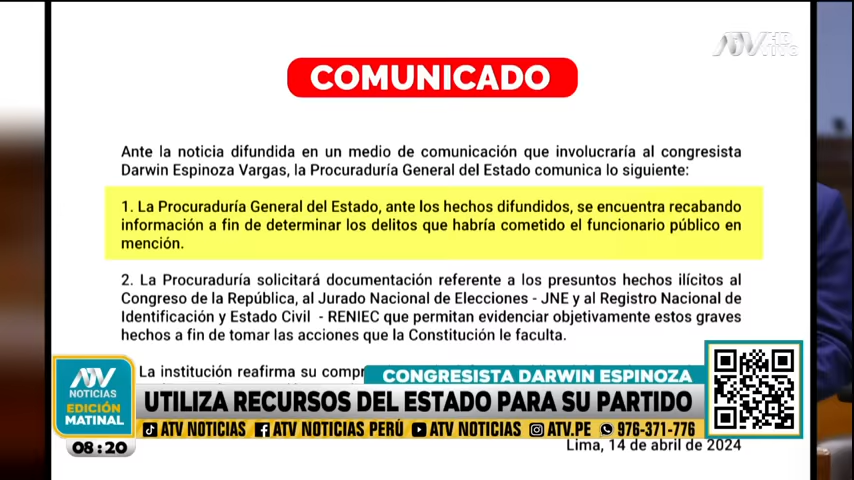 ATV HD
COMUNICADO
Ante la noticia difundida en un medio de comunicación que involucraría al congresista
Darwin Espinoza Vargas, la Procuraduría General del Estado comunica lo siguiente:
1. La Procuraduría General del Estado, ante los hechos difundidos, se encuentra recabando
información a fin de determinar los delitos que habría cometido el funcionario público en
mención.
2. La Procuraduría solicitará documentación referente a los presuntos hechos ilícitos al
Congreso de la República, al Jurado Nacional de Elecciones - JNE y al Registro Nacional de
Identificación y Estado Civil - RENIEC que permitan evidenciar objetivamente estos graves
hechos a fin de tomar las acciones que la Constitución le faculta.
La institución reafirma su
CONGRESISTA DARWIN ESPINOZA
ATV
NOTICIAS
EDICIÓN
MATINAL
08:20
UTILIZA RECURSOS DEL ESTADO PARA SU PARTIDO
ATV NOTICIAS ATV NOTICIAS PERÚ ATV NOTICIAS ATV.PE 976-371-776
Lima, 14 de abril de 2024